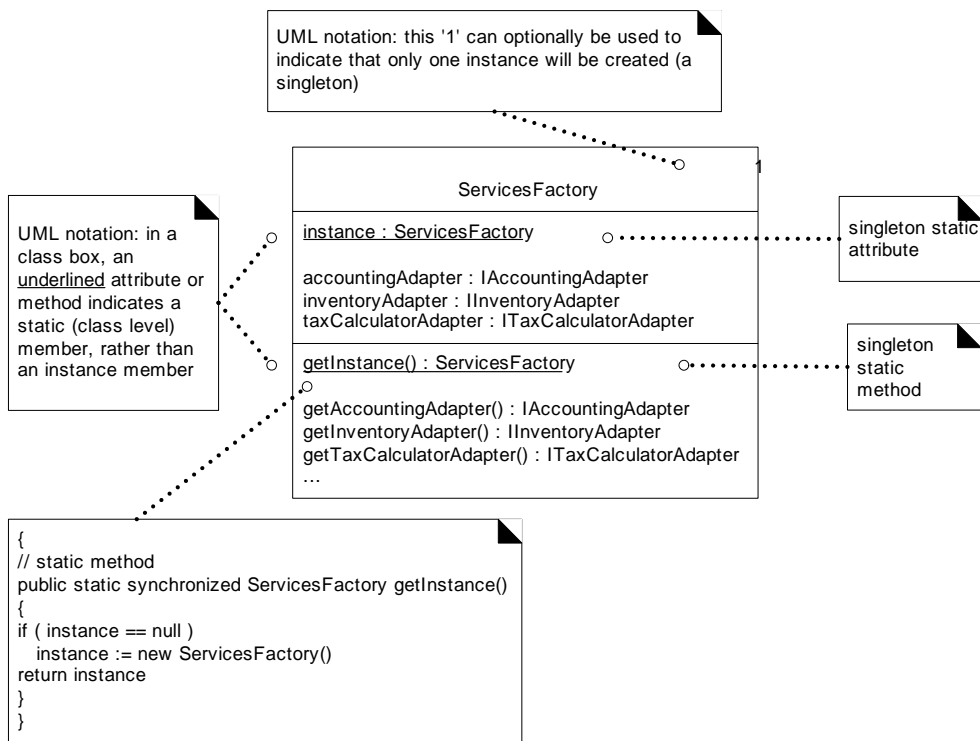 UML notation: this '1' can optionally be used to
indicate that only one instance will be created (a
singleton)
1
ServicesFactory
UML notation: in a
class box, an
underlined attribute or
method indicates a
static (class level)
member, rather than
an instance member
instance : ServicesFactory
accountingAdapter : IAccountingAdapter
inventoryAdapter : IInventoryAdapter
taxCalculatorAdapter : ITaxCalculatorAdapter
singleton static
attribute
getInstance() : ServicesFactory
getAccountingAdapter() : IAccountingAdapter
getInventoryAdapter() : IInventoryAdapter
getTaxCalculatorAdapter() : ITaxCalculatorAdapter
...
singleton
static
method
{
// static method
public static synchronized ServicesFactory getInstance()
{
if ( instance == null )
instance := new ServicesFactory()
return instance
}
}